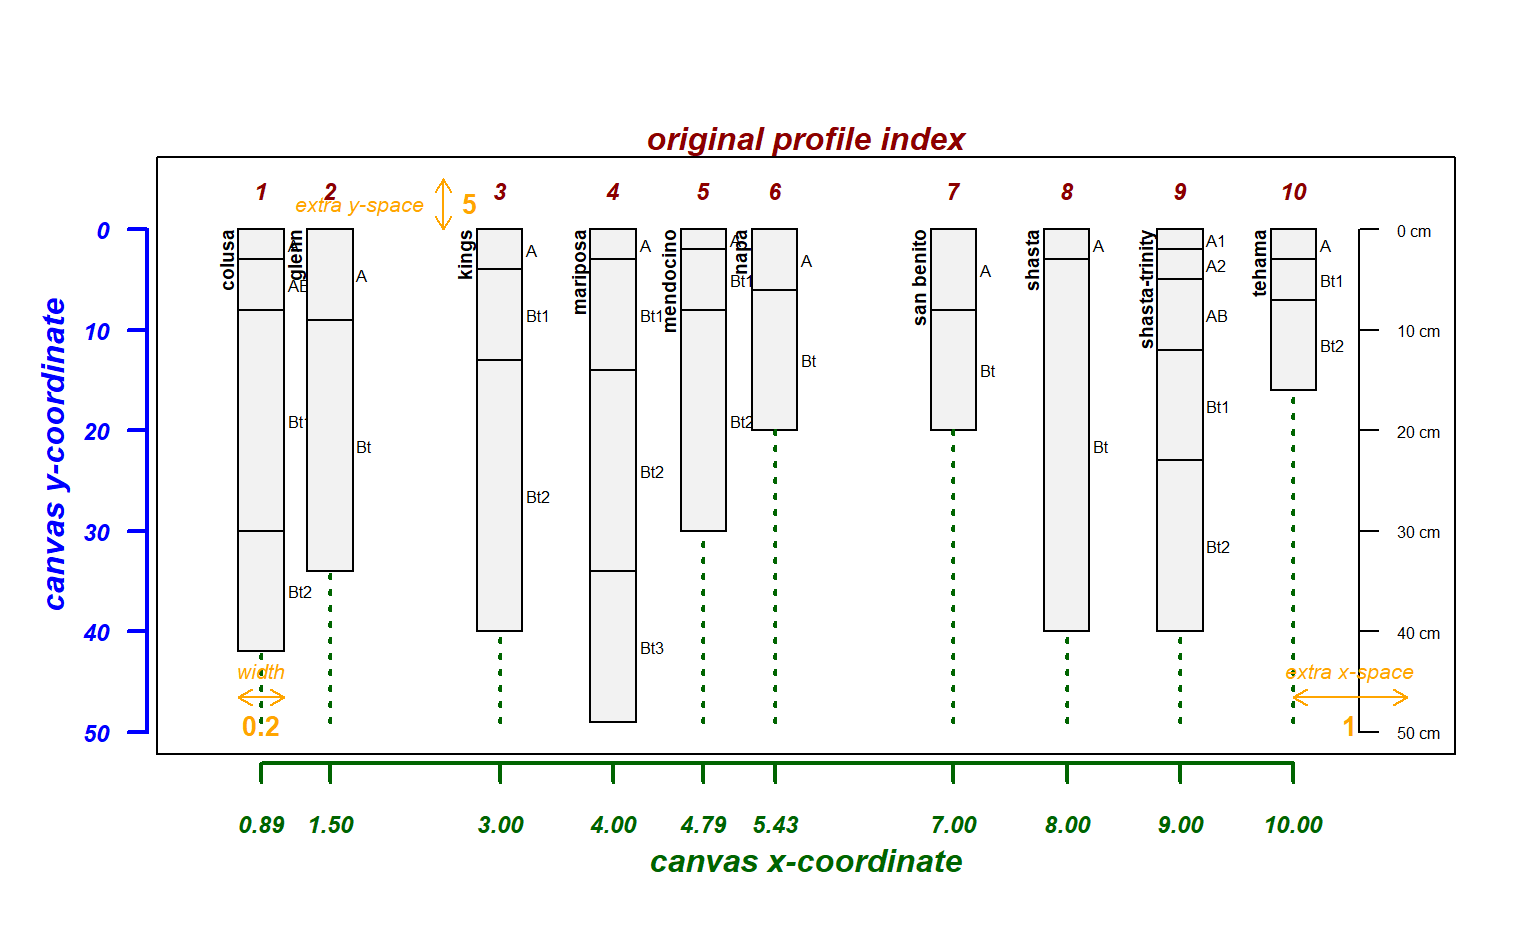 original profile index
1 2 3 4 5 6 7 8 9 10
extra y-space 5
canvas y-coordinate
0
10
20
30
40
50
colusa
A
AB
Bt1
Bt2
glenn
A
Bt
kings
A
Bt1
Bt2
mariposa
A
Bt1
Bt2
Bt3
mendocino
A
Bt1
Bt2
napa
A
Bt
san benito
A
Bt
shasta
A
Bt
shasta-trinity
A1
A2
AB
Bt1
Bt2
tehama
A
Bt1
Bt2
0 cm
10 cm
20 cm
30 cm
40 cm
50 cm
width
0.2
extra x-space
1
0.89 1.50 3.00 4.00 4.79 5.43 7.00 8.00 9.00 10.00
canvas x-coordinate